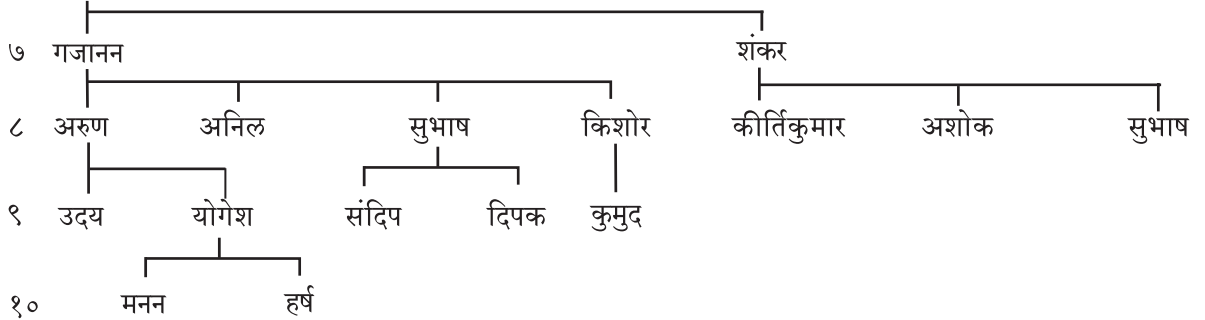 ७ गजानन शंकर
८ अरुण अनिल सुभाष किशोर कीर्तिकुमार अशोक सुभाष
९ उदय योगेश संदिप दिपक कुमुद
१० मनन हर्ष